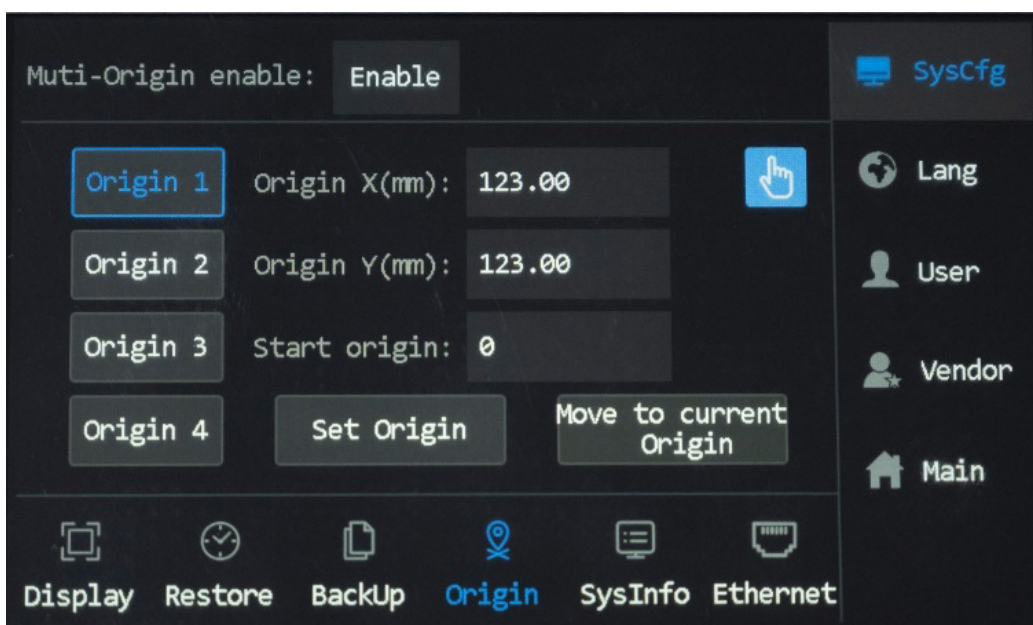 Muti-Origin enable: Enable
SysCfg
Origin 1 Origin X(mm): 123.00
Lang
Origin 2 Origin Y(mm): 123.00
User
Origin 3 Start origin: 0
Vendor
Origin 4 Set Origin Move to current
Origin
Main
Display Restore BackUp Origin SysInfo Ethernet